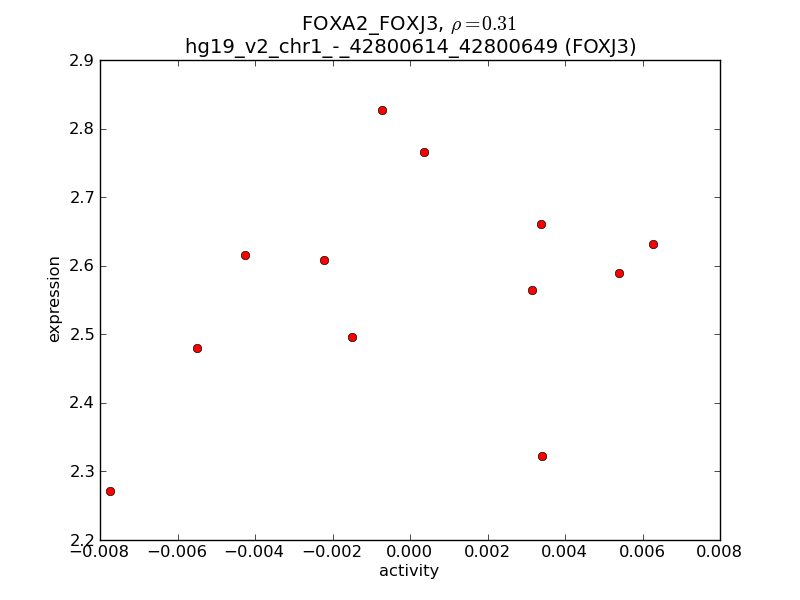 FOXA2_FOXJ3, ρ=0.31
hg19_v2_chr1_-_42800614_42800649 (FOXJ3)
2.9
2.8
2.7
2.6
2.5
2.4
2.3
2.2
expression
−0.008 −0.006 −0.004 −0.002 0.000 0.002 0.004 0.006 0.008
activity